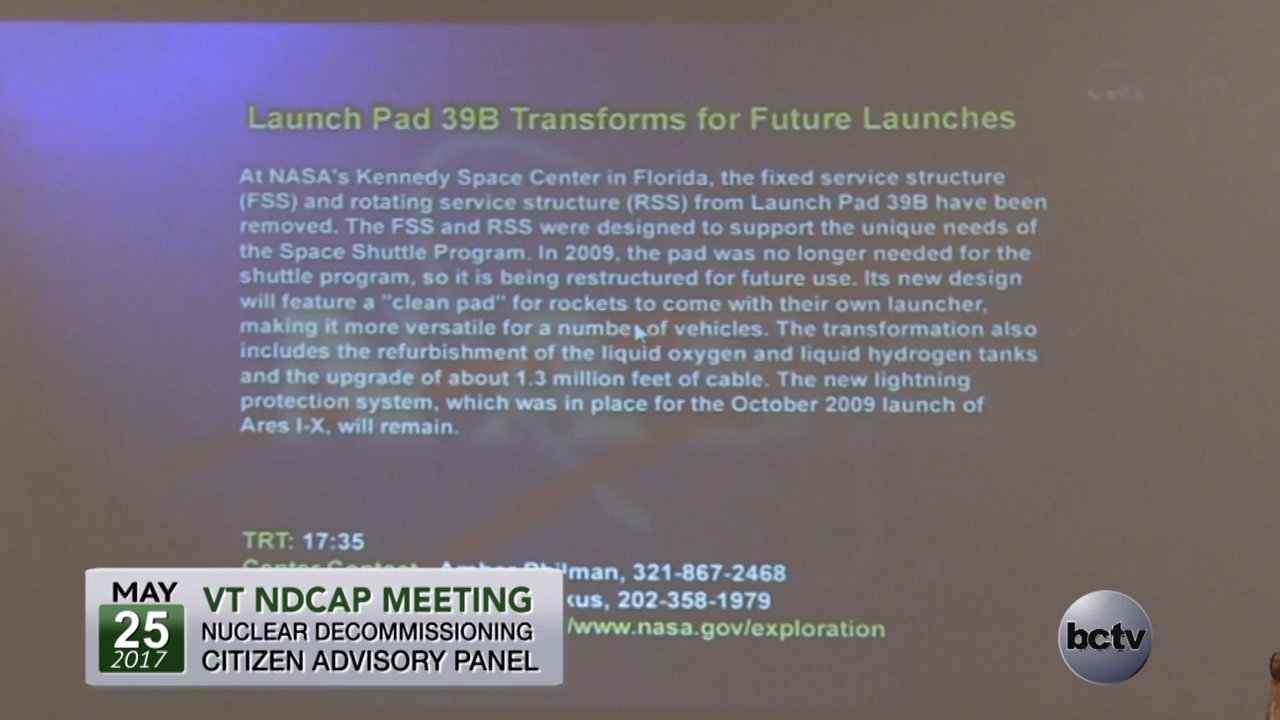 Launch Pad 39B Transforms for Future Launches
At NASA's Kennedy Space Center in Florida, the fixed service structure
(FSS) and rotating service structure (RSS) from Launch Pad 39B have been
removed. The FSS and RSS were designed to support the unique needs of
the Space Shuttle Program. In 2009, the pad was no longer needed for the
shuttle program, so it is being restructured for future use. Its new design
will feature a "clean pad" for rockets to come with their own launcher,
making it more versatile for a number of vehicles. The transformation also
includes the refurbishment of the liquid oxygen and liquid hydrogen tanks
and the upgrade of about 1.3 million feet of cable. The new lightning
protection system, which was in place for the October 2009 launch of
Ares I-X, will remain.
TRT: 17:35
Center Contact man, 321-867-2468
kus, 202-358-1979
/www.nasa.gov/exploration
MAY
25
2017
VT NDCAP MEETING
NUCLEAR DECOMMISSIONING
CITIZEN ADVISORY PANEL
bctv